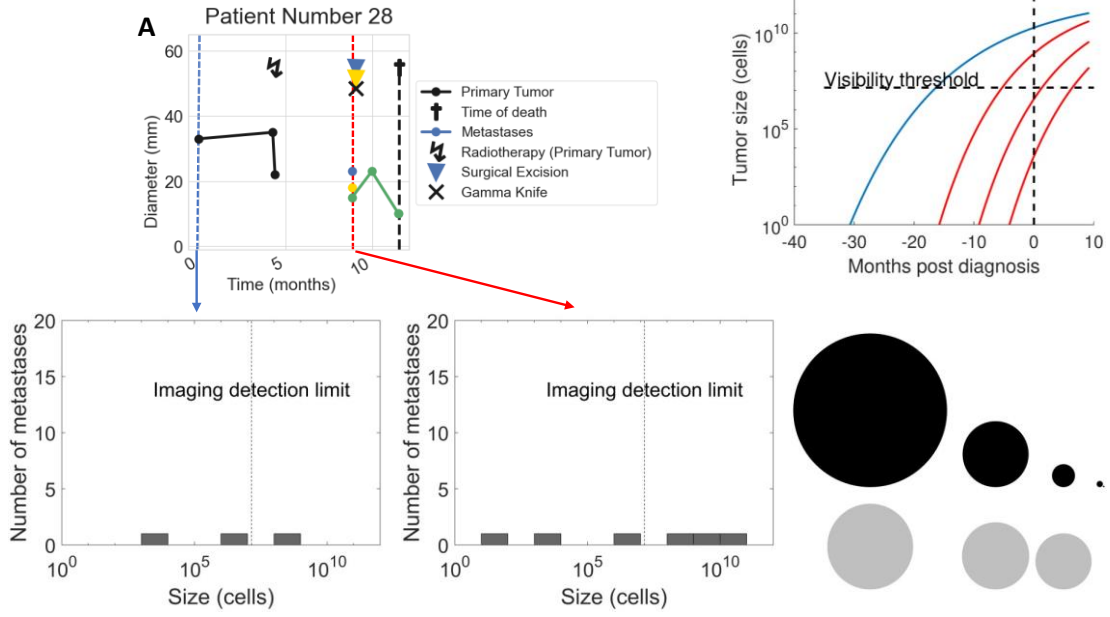 A
Patient Number 28
60
40
20
0
Diameter (mm)
0
5
10
Time (months)
Primary Tumor
Time of death
Metastases
Radiotherapy (Primary Tumor)
Surgical Excision
Gamma Knife
10^10
10^5
10^0
Tumor size (cells)
Visibility threshold
-40
-30
-20
-10
0
10
Months post diagnosis
20
15
10
5
0
Number of metastases
Imaging detection limit
10^0
10^5
10^10
Size (cells)
20
15
10
5
0
Number of metastases
Imaging detection limit
10^0
10^5
10^10
Size (cells)